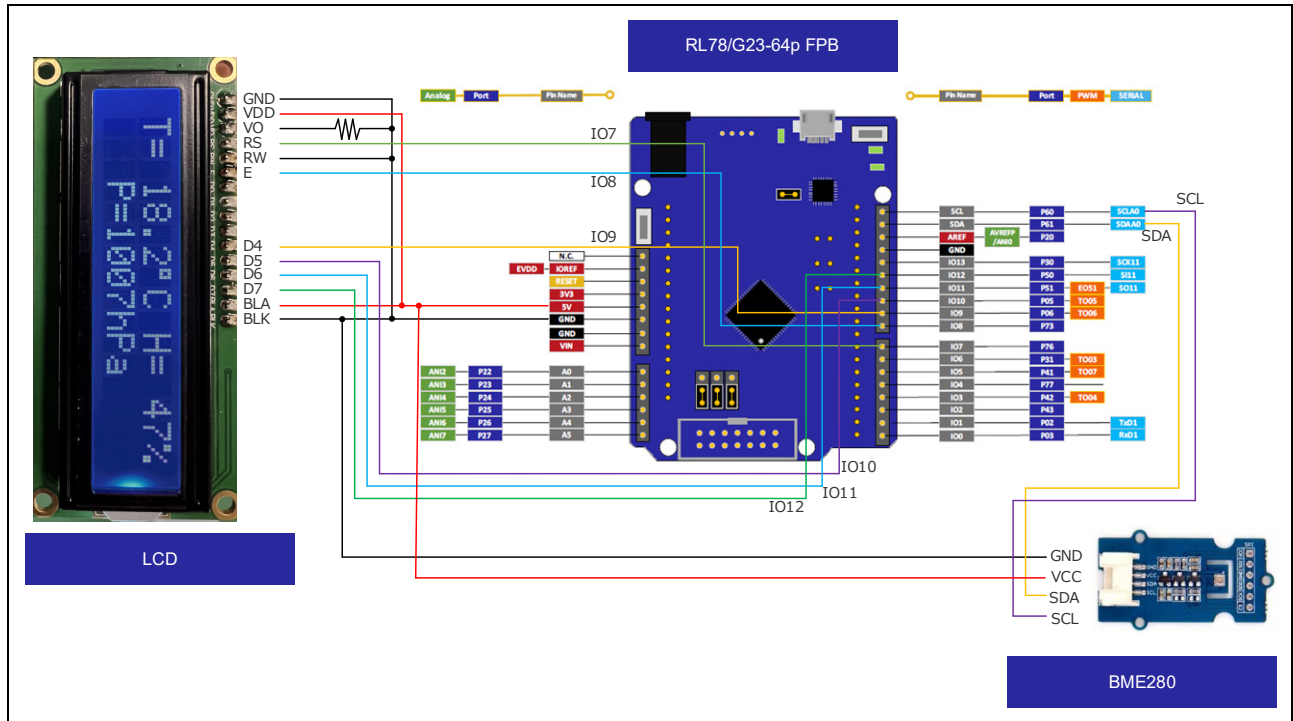 RL78/G23-64p FPB
Analog Port Pin Name
Pin Name Port PWM SERIAL
GND
VDD
VO
RS
RW
E
D4
D5
D6
D7
BLA
BLK
T= 18.2°C H= 47%
P=1007hPa
LCD
IO7
IO8
IO9
N.C.
EVDD IOREF
RESET
3V3
5V
GND
GND
VIN
ANI2 P22 A0
ANI3 P23 A1
ANI4 P24 A2
ANI5 P25 A3
ANI6 P26 A4
ANI7 P27 A5
SCL P60 SCLA0
SDA P61 SDAA0
AREF AVREFP /ANI0 P20
GND
IO13 P30 SCK11
IO12 P50 SI11
IO11 P51 EO51 SO11
IO10 P05 TO05
IO9 P06 TO06
IO8 P73
IO7 P76
IO6 P31 TO03
IO5 P41 TO07
IO4 P77
IO3 P42 TO04
IO2 P43
IO1 P02 TxD1
IO0 P03 RxD1
SCL
SDA
IO10
IO11
IO12
GND
VCC
SDA
SCL
GND
VCC
SDA
SCL
SPI
BME280